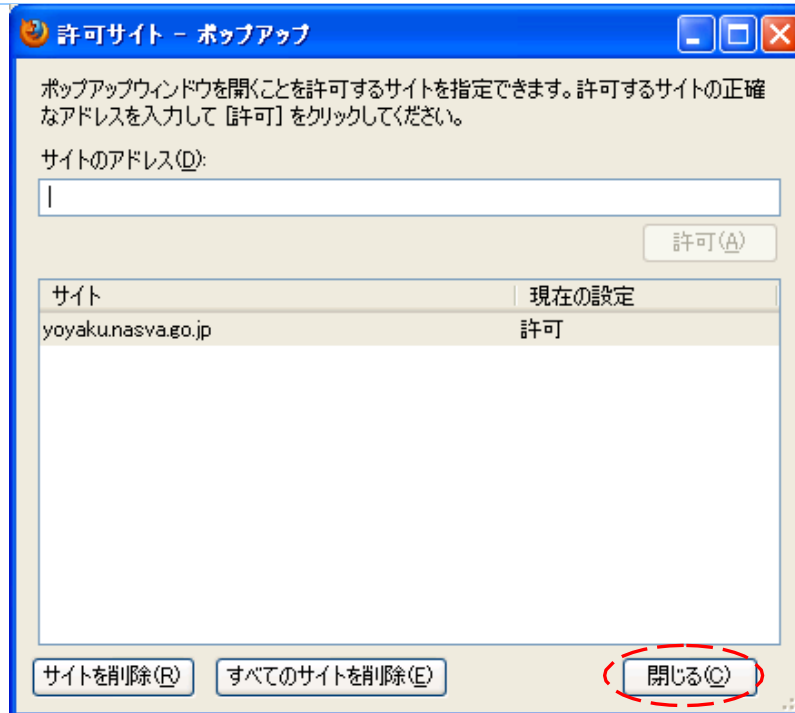 許可サイト - ポップアップ
ポップアップウィンドウを開くことを許可するサイトを指定できます。許可するサイトの正確
なアドレスを入力して [許可] をクリックしてください。
サイトのアドレス(D):
許可(A)
サイト 現在の設定
yoyaku.nasva.go.jp 許可
サイトを削除(R) すべてのサイトを削除(E) 閉じる(C)